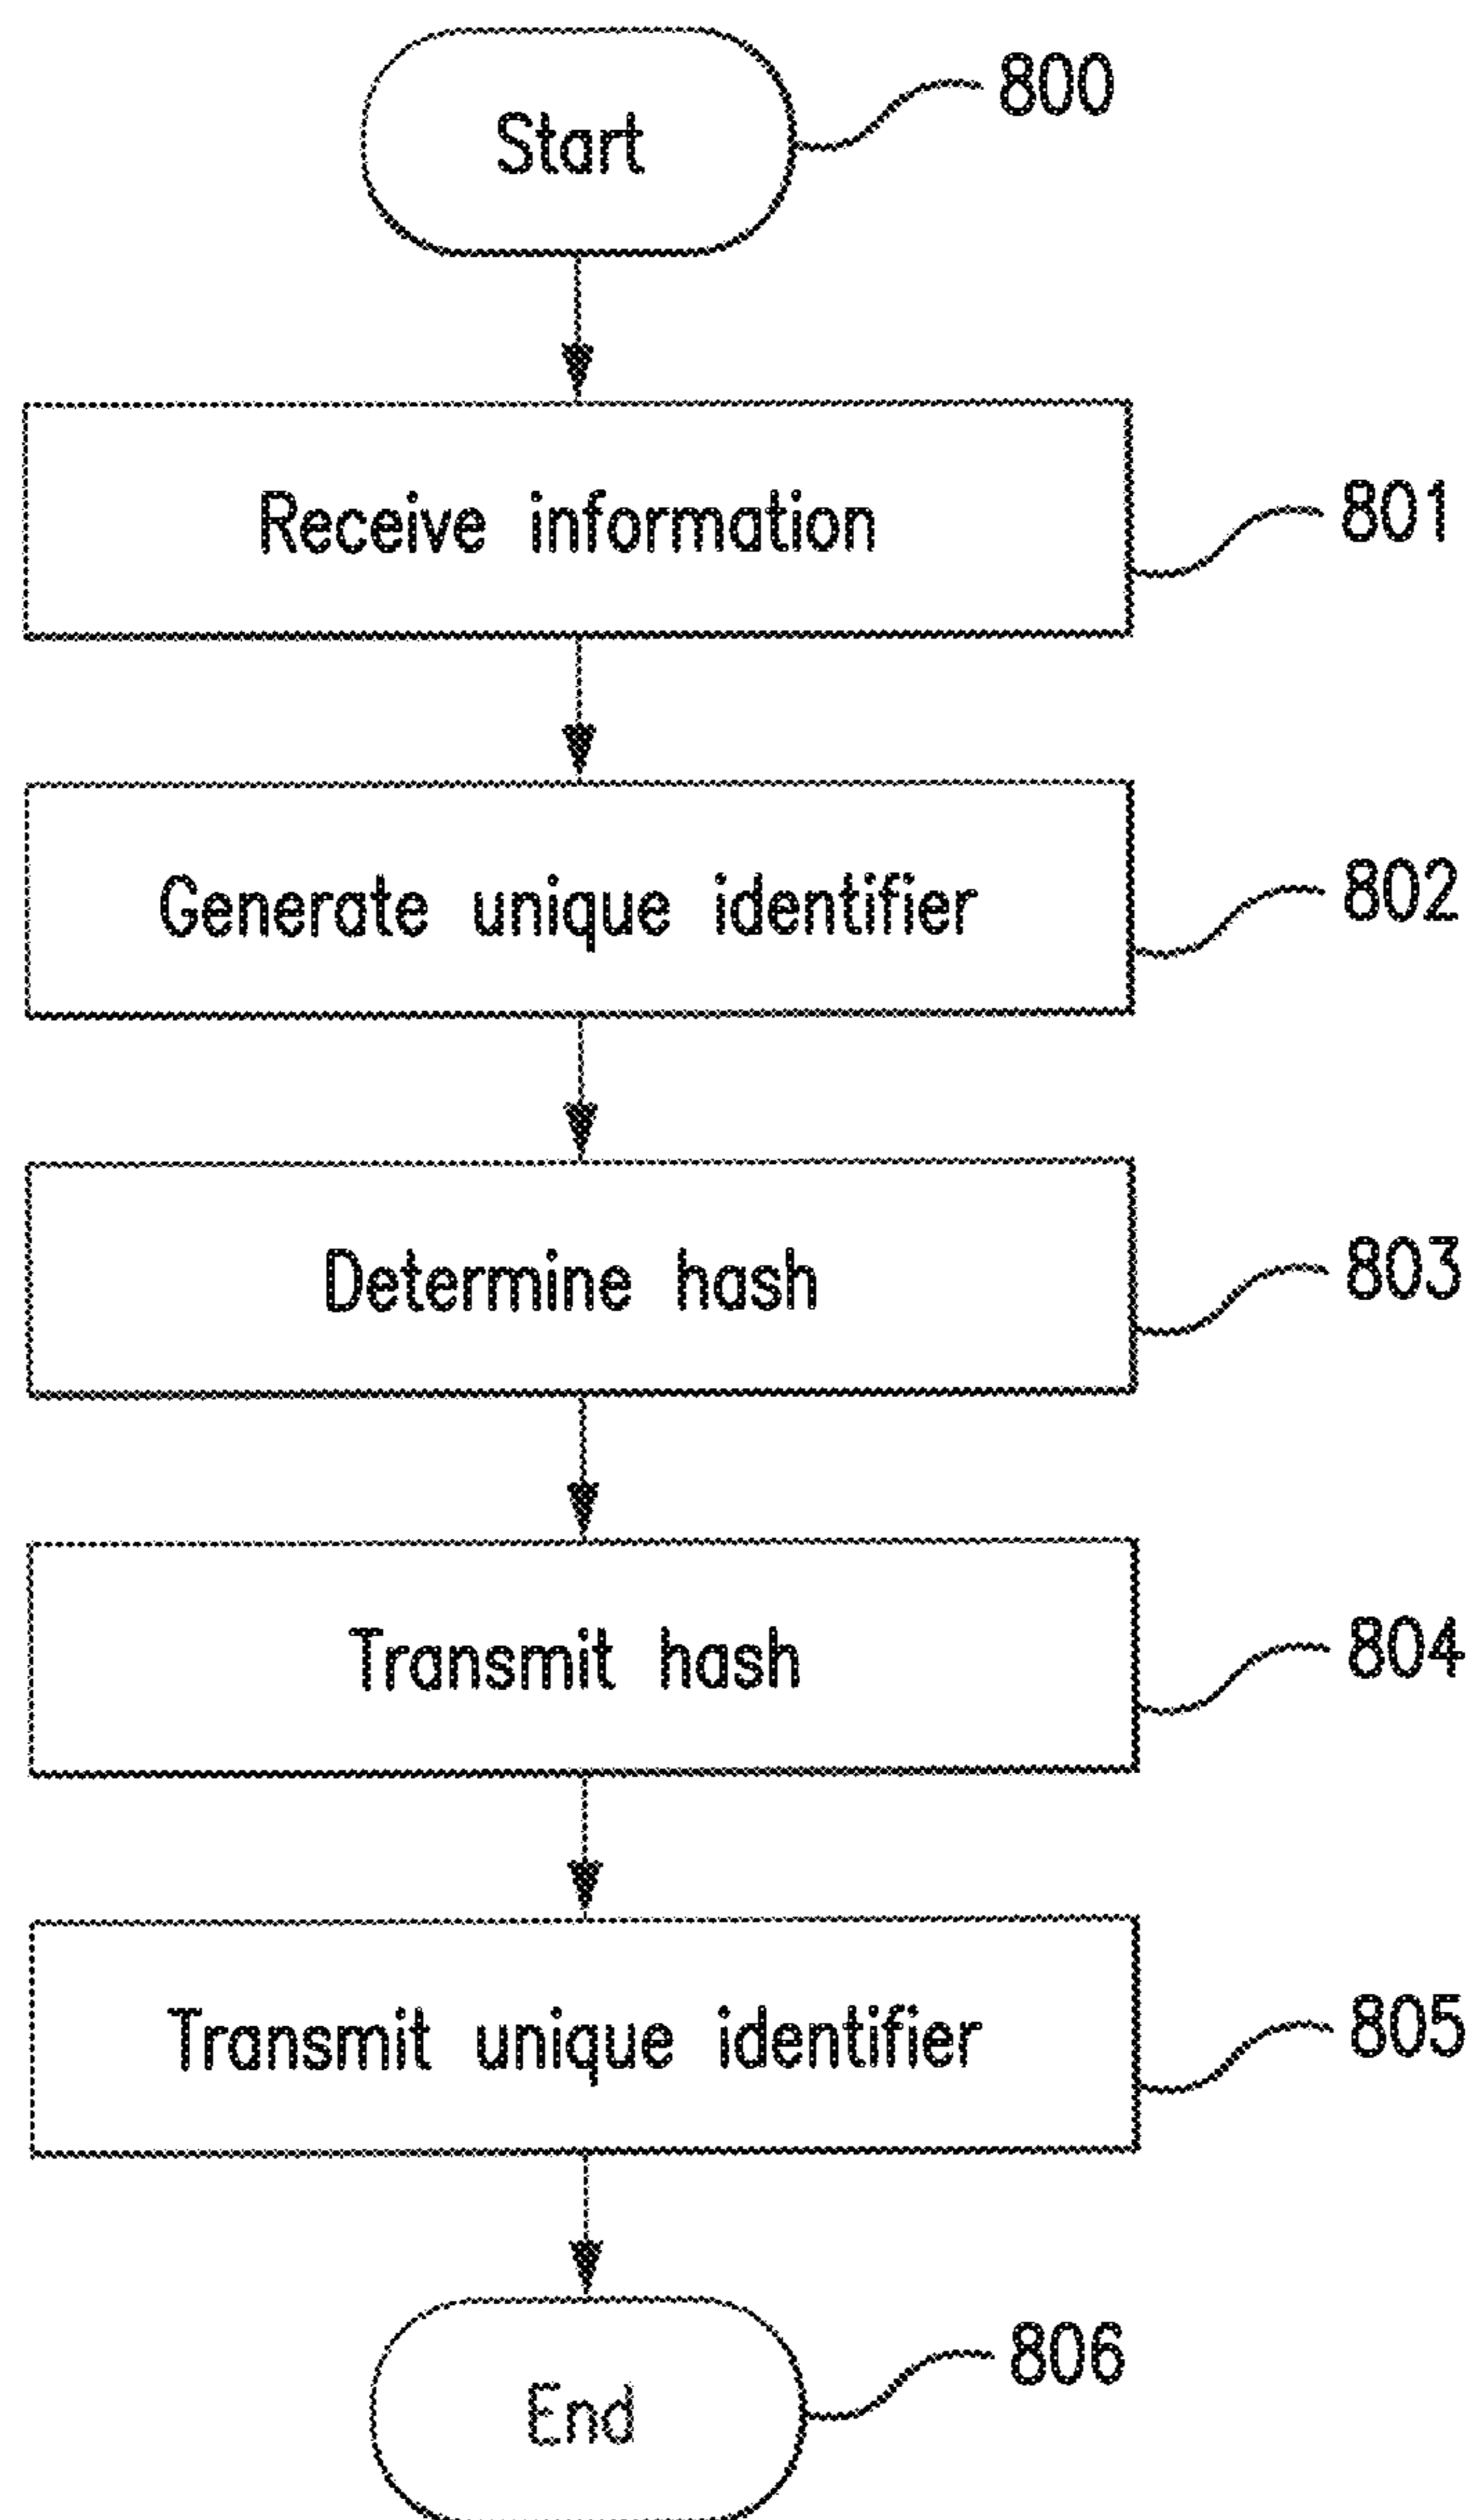 Start
800
Receive information
801
Generate unique identifier
802
Determine hash
803
Transmit hash
804
Transmit unique identifier
805
End
806